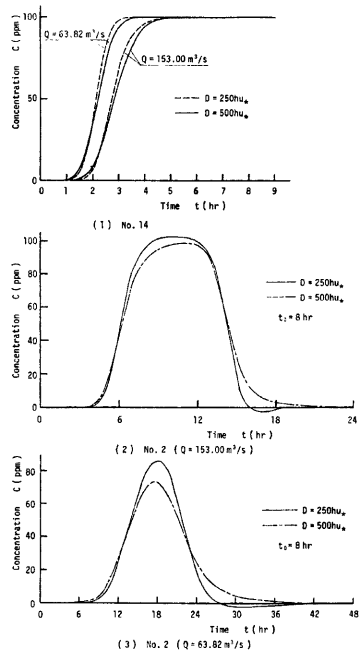 Concentration C (ppm)
100
50
0
Q = 63.82 m³/s
Q = 153.00 m³/s
D = 250hu*
D = 500hu*
0 1 2 3 4 5 6 7 8 9
Time t (hr)
(1) No. 14
Concentration C (ppm)
100
80
60
40
20
0
D = 250hu*
D = 500hu*
= 8 hr
0 6 12 18 24
Time t (hr)
(2) No. 2 (Q = 153.00 m³/s)
Concentration C (ppm)
80
60
40
20
0
D = 250hu*
D = 500hu*
= 8 hr
6 12 18 24 30 36 42 48
Time t (hr)
(3) No. 2 (Q = 63.82 m³/s)